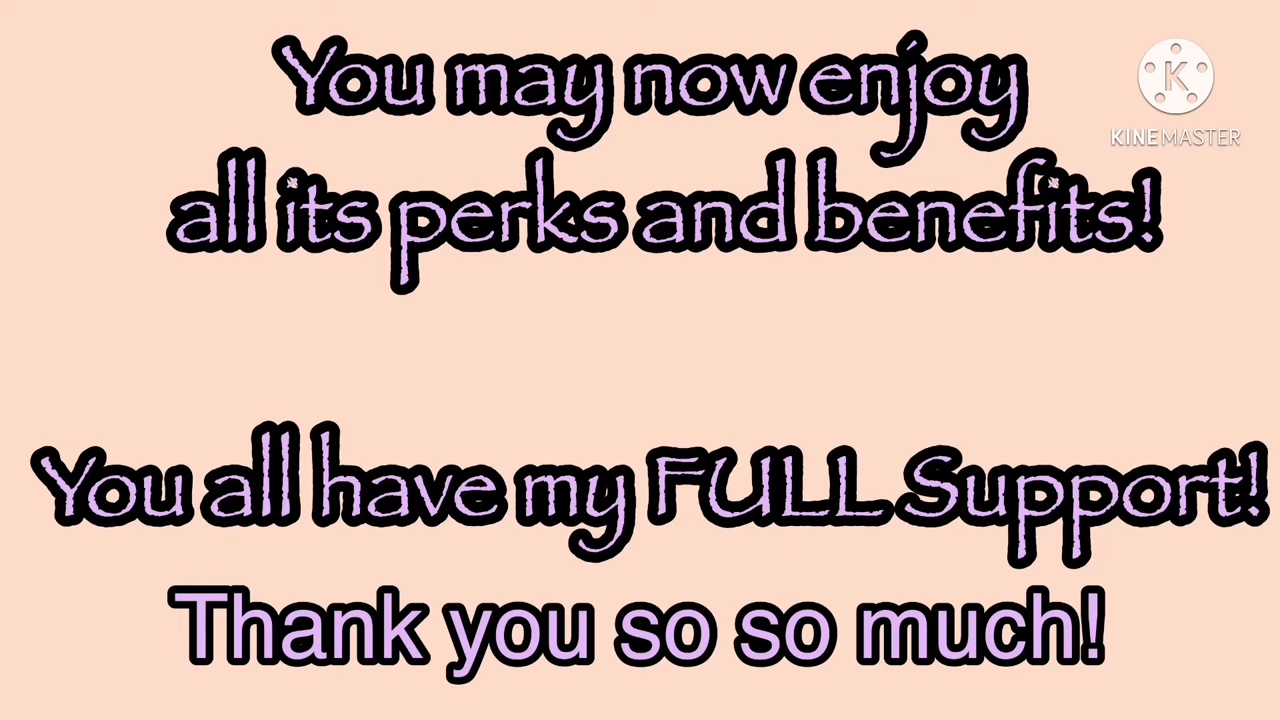 You may now enjoy
K
KINEMASTER
all its perks and benefits!
You all have my FULL Support!
Thank you so so much!